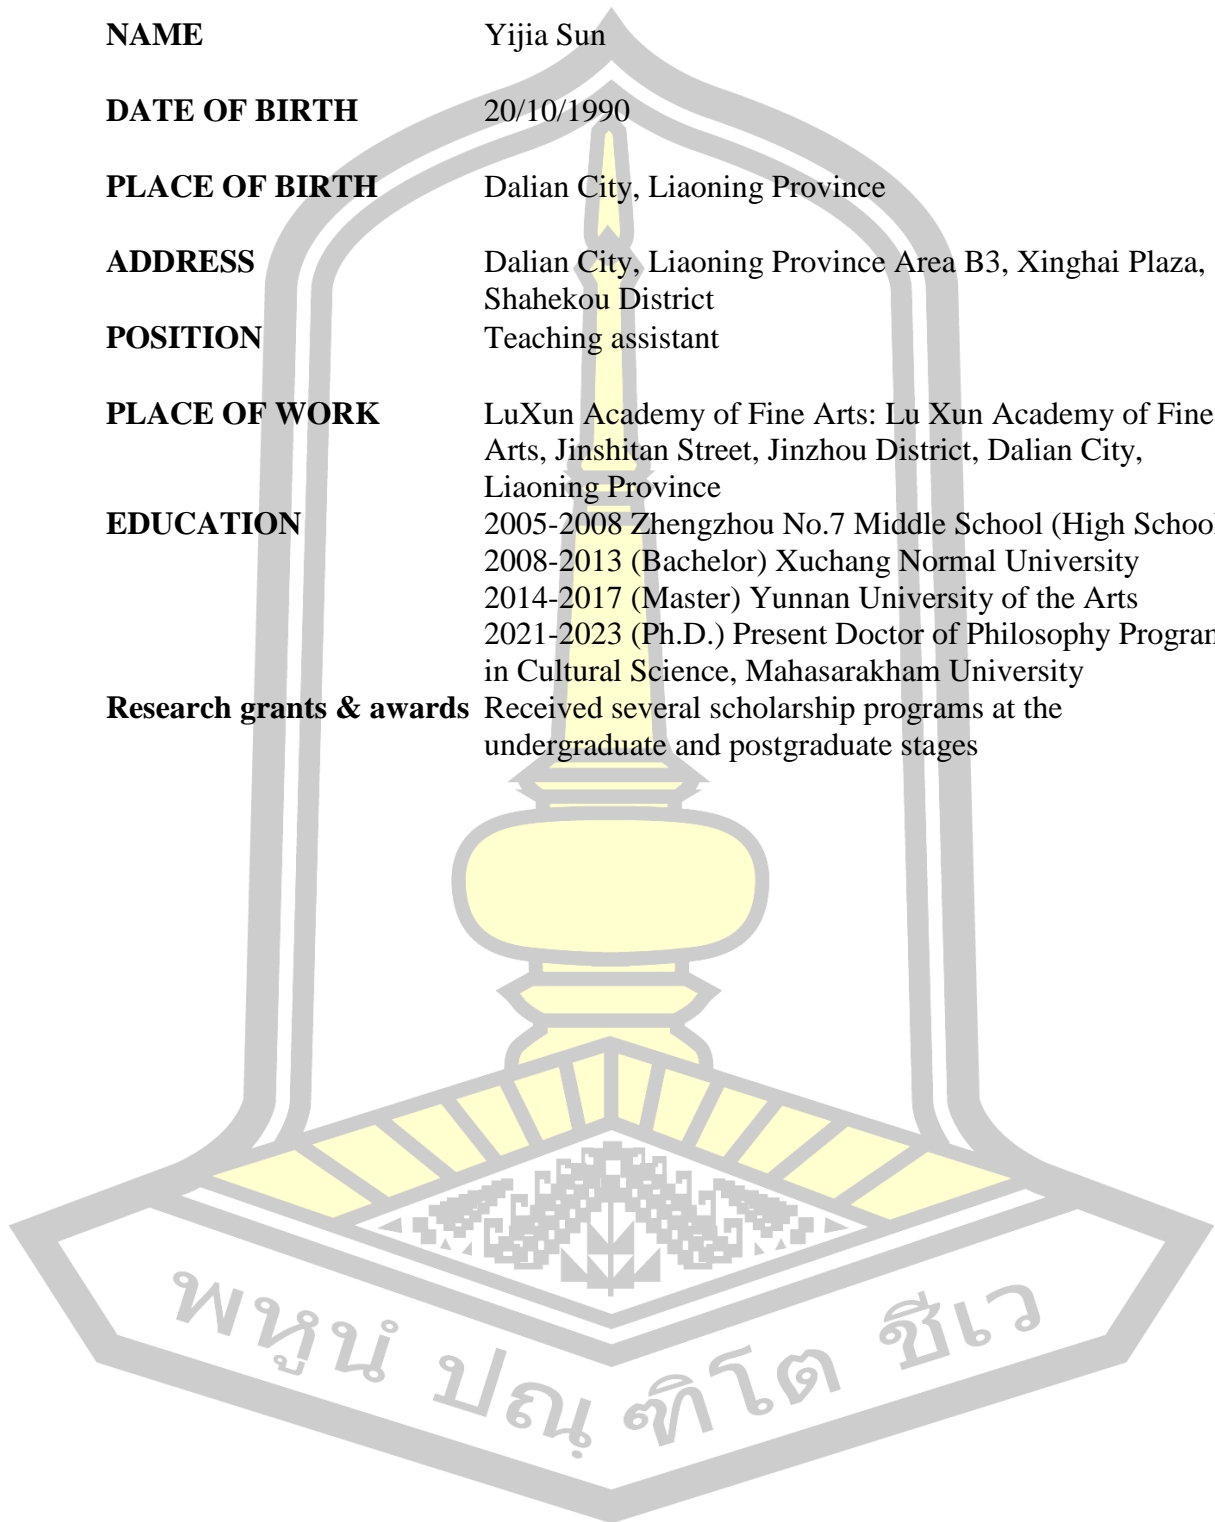 NAME Yijia Sun
DATE OF BIRTH 20/10/1990
PLACE OF BIRTH Dalian City, Liaoning Province
ADDRESS Dalian City, Liaoning Province Area B3, Xinghai Plaza,
Shahekou District
POSITION Teaching assistant
PLACE OF WORK LuXun Academy of Fine Arts: Lu Xun Academy of Fine
Arts, Jinshitan Street, Jinzhou District, Dalian City,
Liaoning Province
EDUCATION 2005-2008 Zhengzhou No.7 Middle School (High School
2008-2013 (Bachelor) Xuchang Normal University
2014-2017 (Master) Yunnan University of the Arts
2021-2023 (Ph.D.) Present Doctor of Philosophy Program
in Cultural Science, Mahasarakham University
Research grants & awards Received several scholarship programs at the
undergraduate and postgraduate stages
พหูนํ ปณฺฑิโต ชีเว